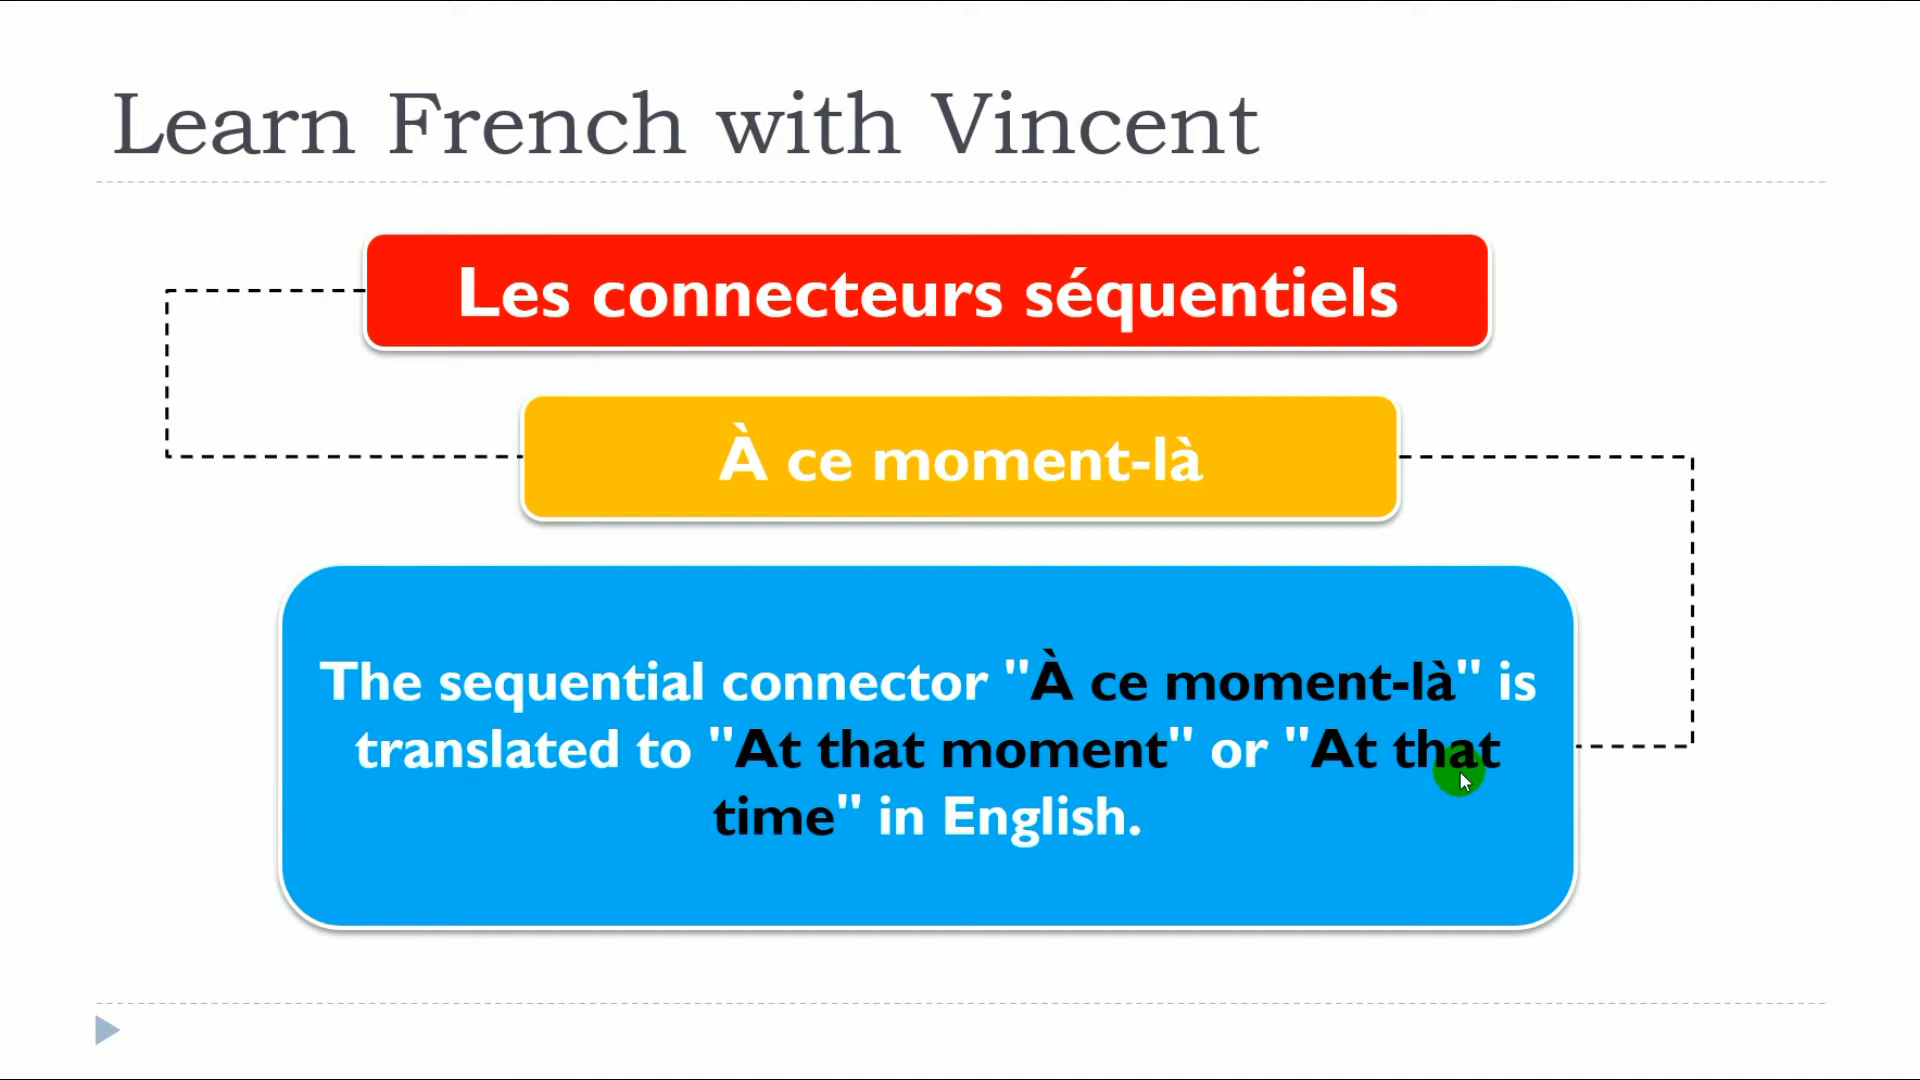 Learn French with Vincent
Les connecteurs séquentiels
À ce moment-là
The sequential connector "À ce moment-là" is
translated to "At that moment" or "At that
time" in English.